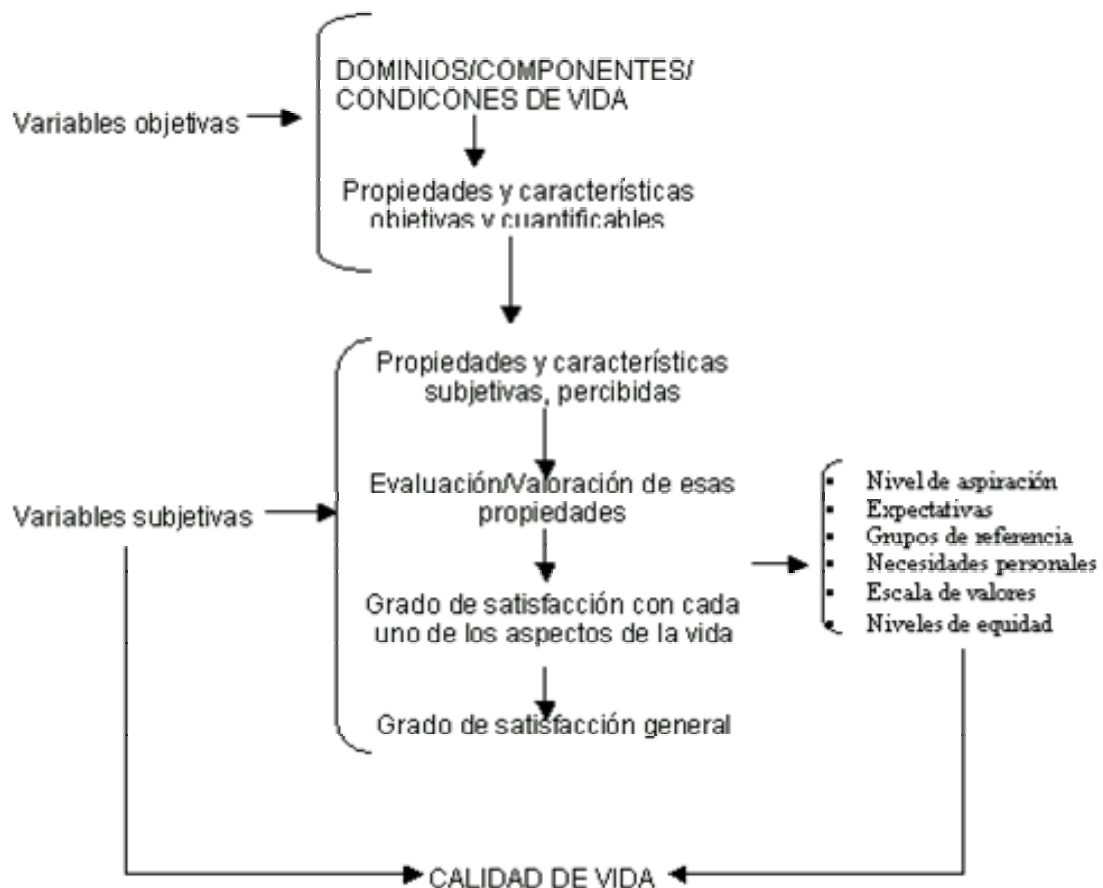 DOMINIOS/COMPONENTES/
CONDICONES DE VIDA
Variables objetivas
Propiedades y características
objetivas y cuantificables
Propiedades y características
subjetivas, percibidas
Evaluación/Valoración de esas
propiedades
Variables subjetivas
Grado de satisfacción con cada
uno de los aspectos de la vida
Grado de satisfacción general
▪ Nivel de aspiración
▪ Expectativas
▪ Grupos de referencia
▪ Necesidades personales
▪ Escala de valores
▪ Niveles de equidad
CALIDAD DE VIDA